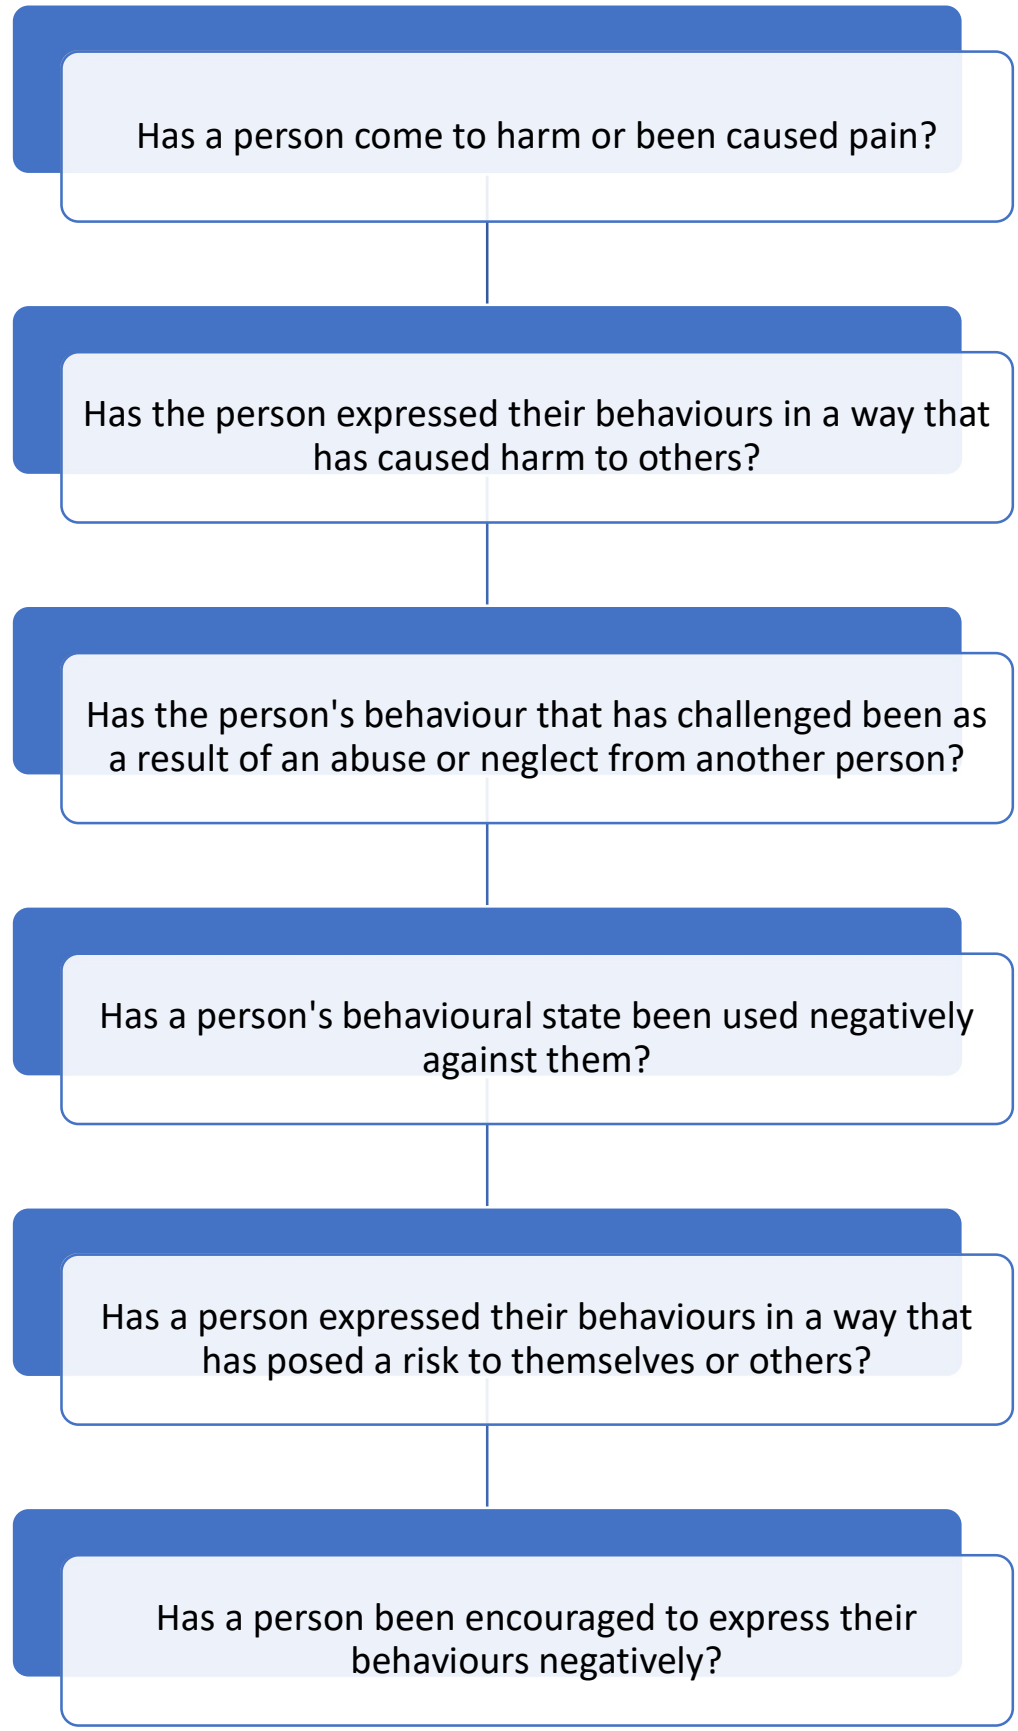 Has a person come to harm or been caused pain?
Has the person expressed their behaviours in a way that
has caused harm to others?
Has the person's behaviour that has challenged been as
a result of an abuse or neglect from another person?
Has a person's behavioural state been used negatively
against them?
Has a person expressed their behaviours in a way that
has posed a risk to themselves or others?
Has a person been encouraged to express their
behaviours negatively?